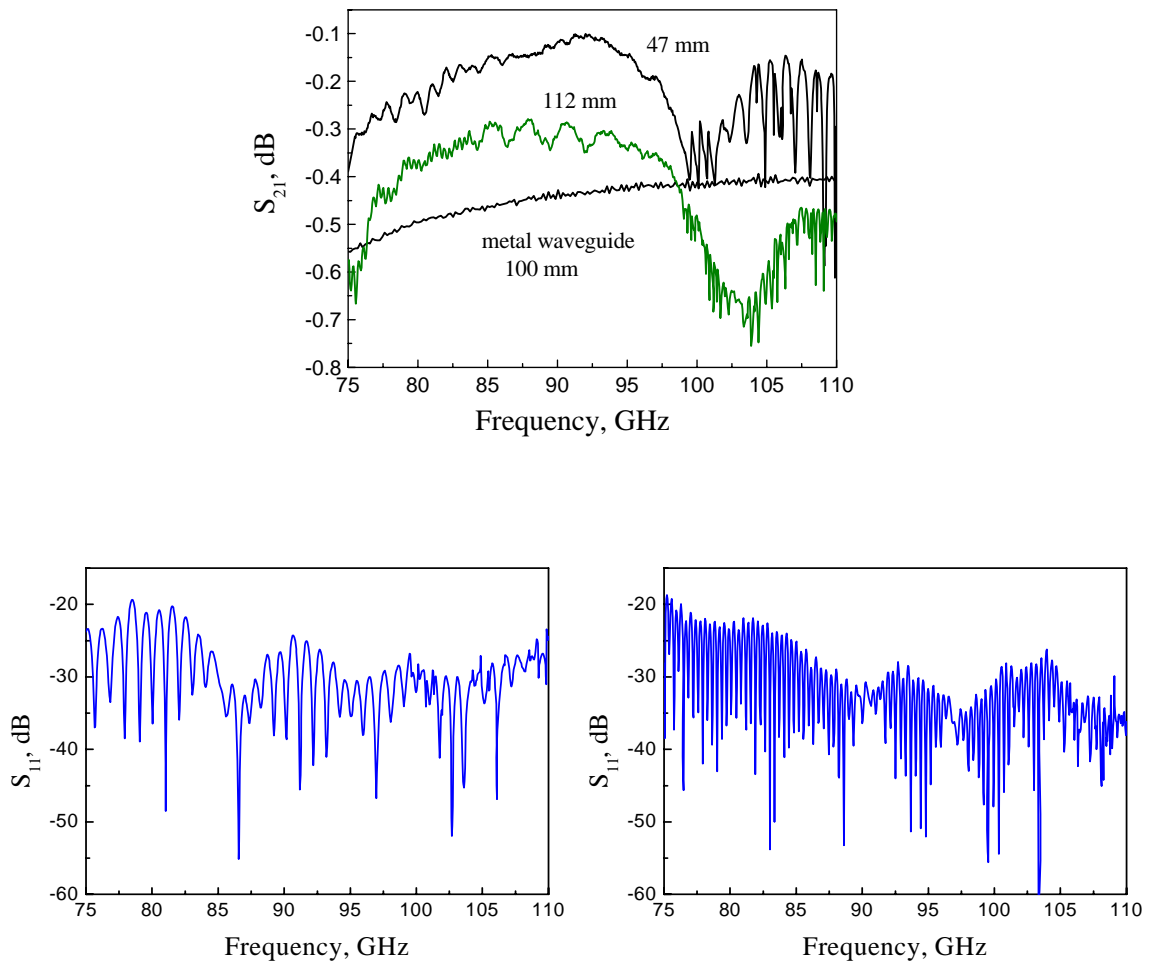 S21, dB
-0.1
-0.2
-0.3
-0.4
-0.5
-0.6
-0.7
-0.8
47 mm
112 mm
metal waveguide
100 mm
75 80 85 90 95 100 105 110
Frequency, GHz
S11, dB
-20
-30
-40
-50
-60
75 80 85 90 95 100 105 110
Frequency, GHz
S11, dB
-20
-30
-40
-50
-60
75 80 85 90 95 100 105 110
Frequency, GHz